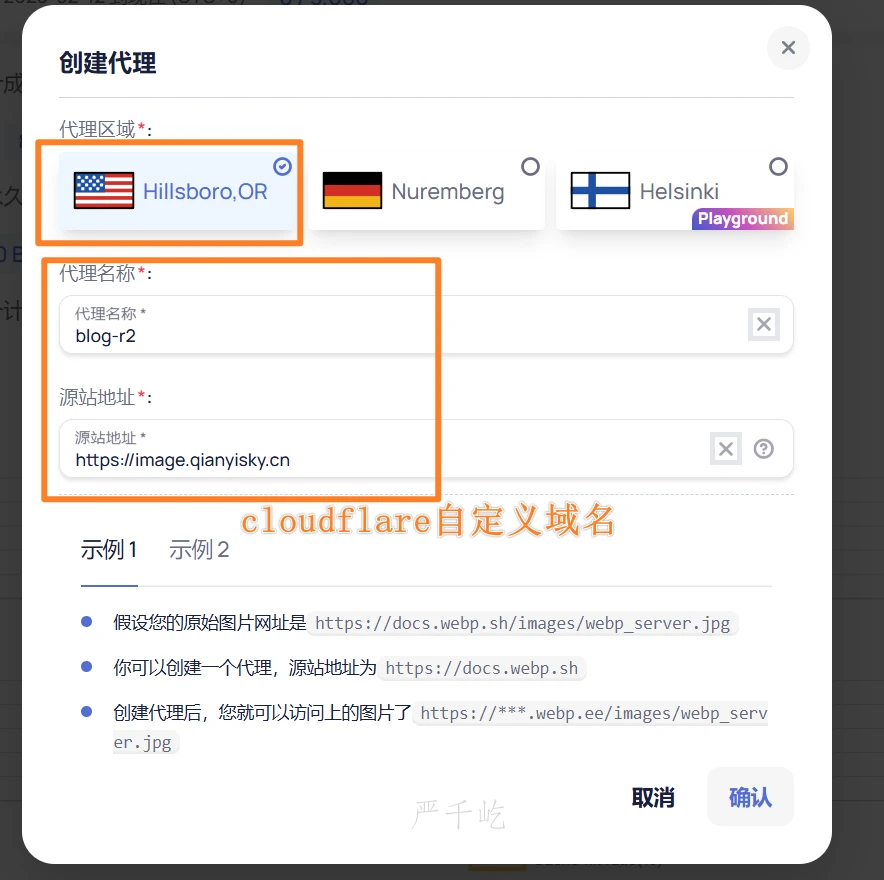 创建代理
代理区域*:
Hillsboro,OR
Nuremberg
Helsinki
Playground
代理名称*:
代理名称 *
blog-r2
源站地址*:
源站地址 *
https://image.qianyisky.cn
cloudflare自定义域名
示例 1
示例 2
假设您的原始图片网址是 https://docs.webp.sh/images/webp_server.jpg
你可以创建一个代理，源站地址为 https://docs.webp.sh
创建代理后，您就可以访问上的图片了 https://***.webp.ee/images/webp_serv
er.jpg
取消
确认
严千屹